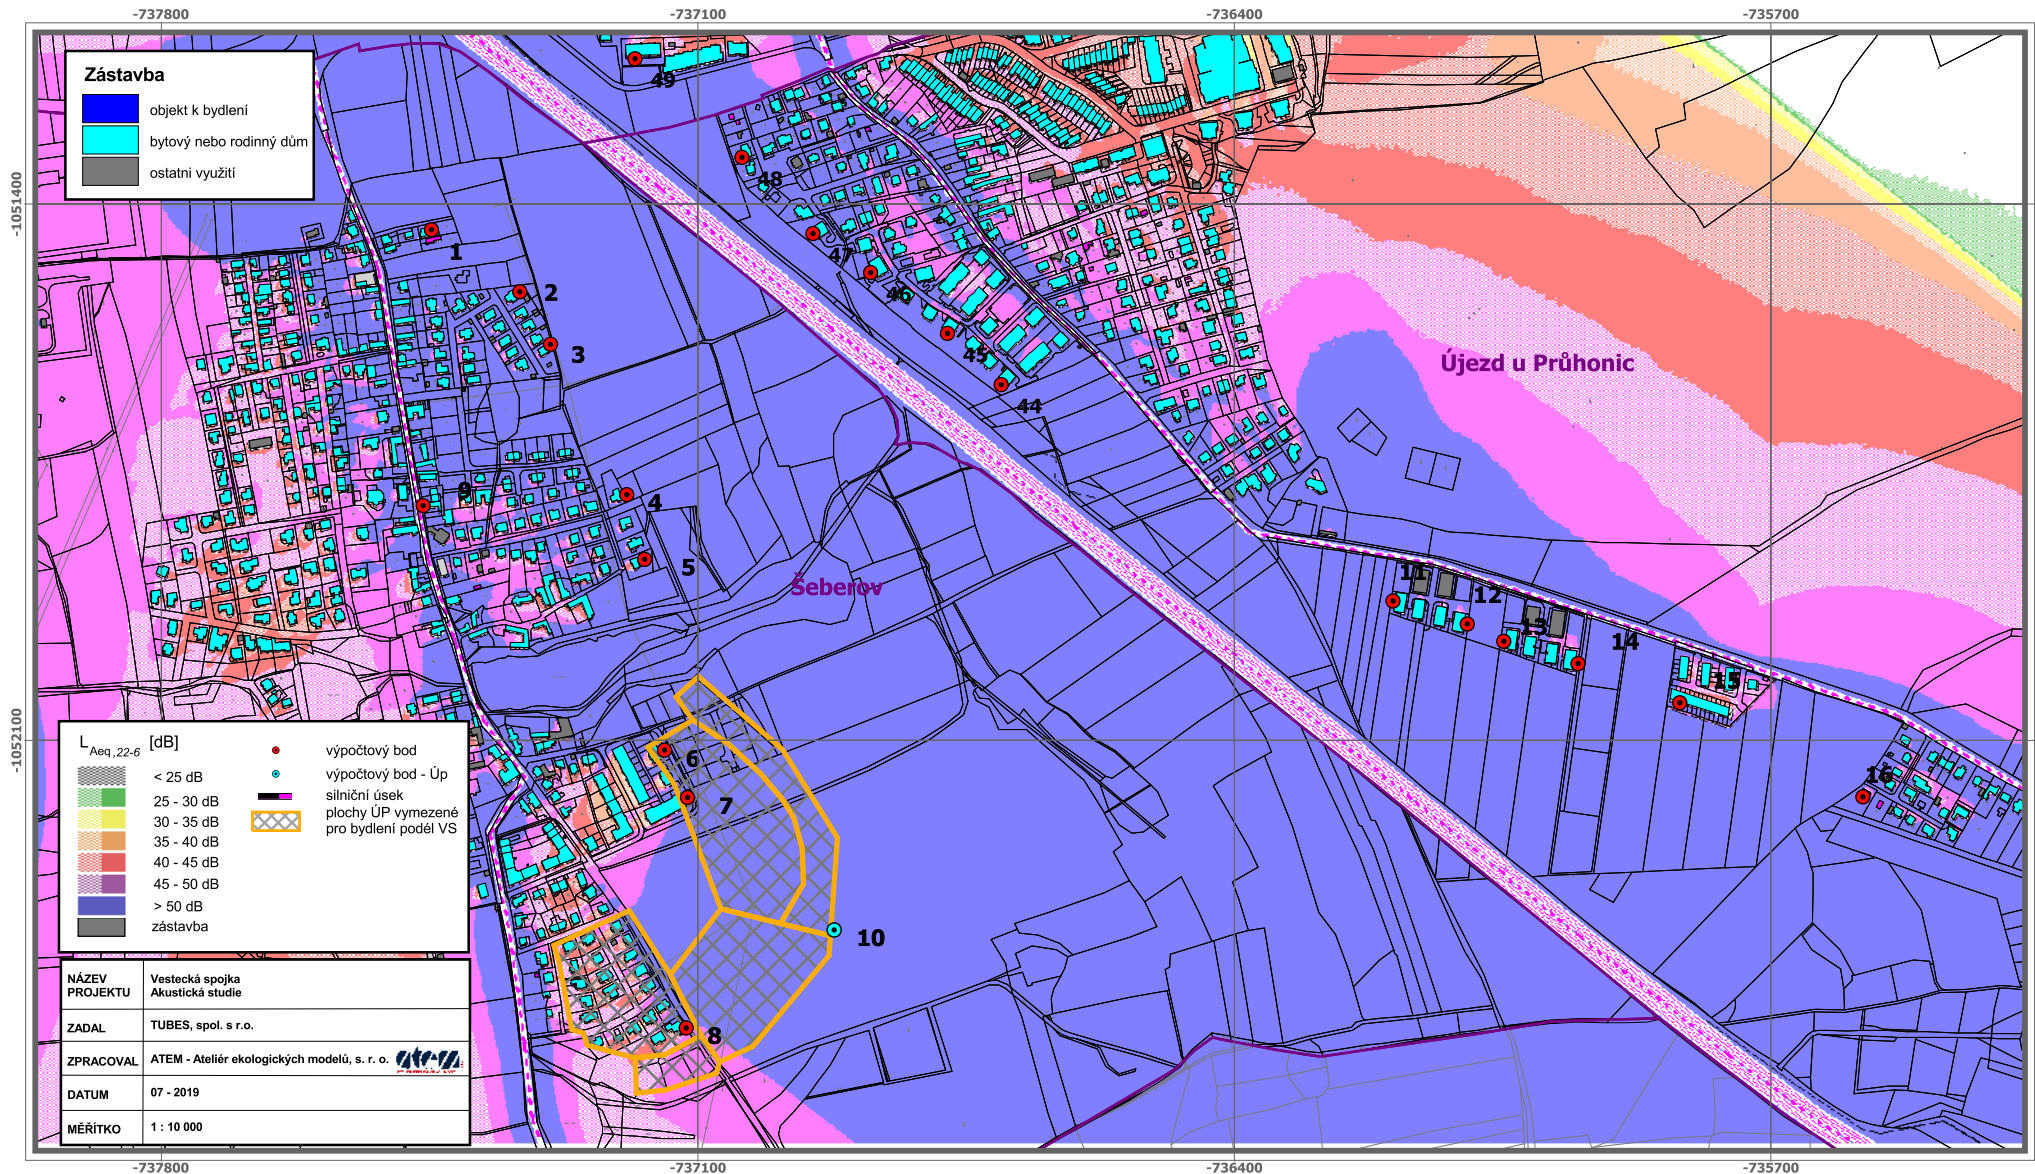 -737800
-737100
-736400
-735700
-1051400
-1052100
Zástavba
objekt k bydlení
bytový nebo rodinný dům
ostatni využití
49
48
47
46
45
44
1
2
3
4
9
5
Šeberov
Újezd u Průhonic
11
12
13
14
15
16
6
7
10
8
LAeq,22-6 [dB]
< 25 dB
25 - 30 dB
30 - 35 dB
35 - 40 dB
40 - 45 dB
45 - 50 dB
> 50 dB
zástavba
výpočtový bod
výpočtový bod - Úp
silniční úsek
plochy ÚP vymezené
pro bydlení podél VS
NÁZEV PROJEKTU
Vestecká spojka
Akustická studie
ZADAL
TUBES, spol. s r.o.
ZPRACOVAL
ATEM - Ateliér ekologických modelů, s. r. o.
atem
DATUM
07 - 2019
MĚŘÍTKO
1 : 10 000
-737800
-737100
-736400
-735700